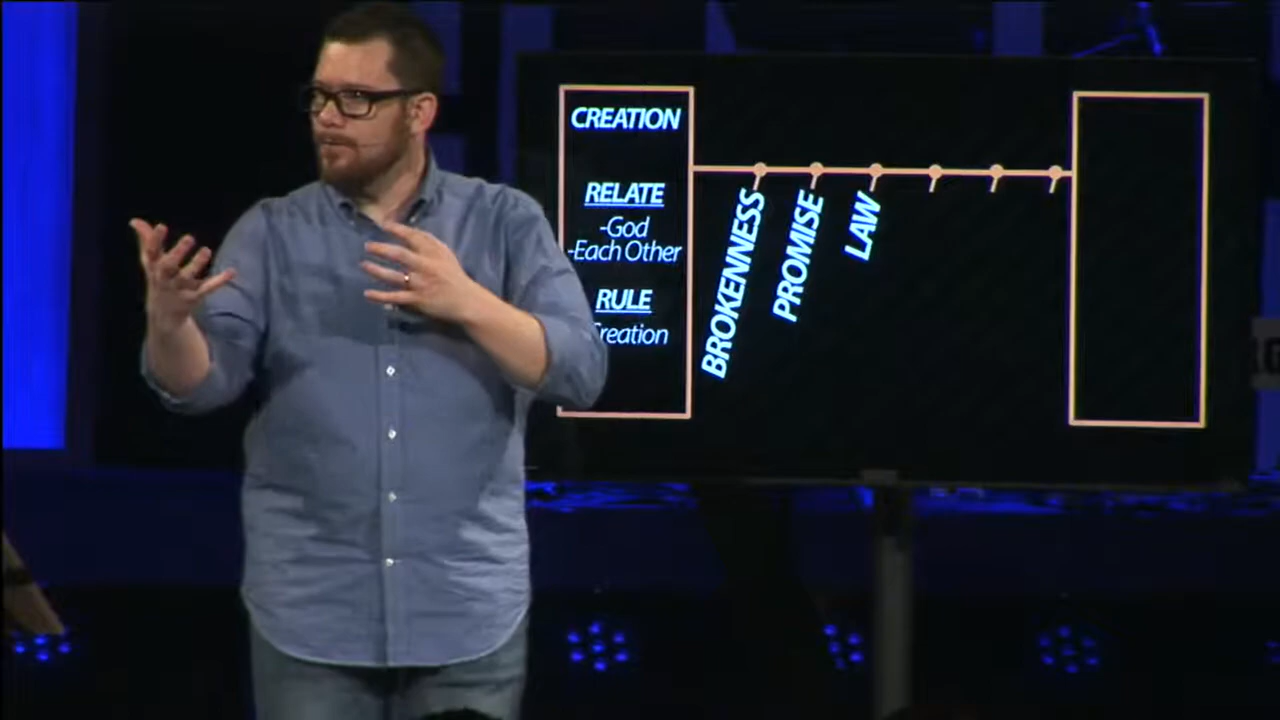 CREATION
RELATE
-God
-Each Other
RULE
Creation
BROKENNESS
PROMISE
LAW